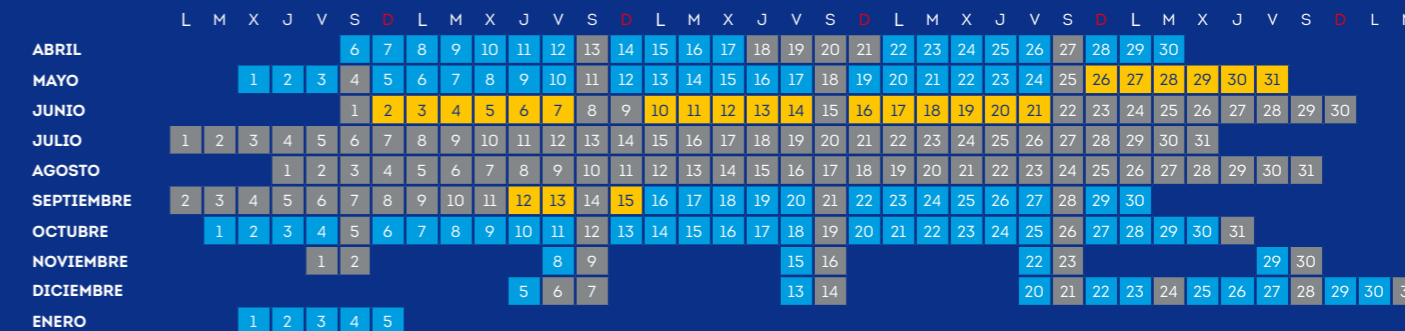 L M X J V S D L M X J V S D L M X J V S D L M X J V S D L M X J V S D L
ABRIL 6 7 8 9 10 11 12 13 14 15 16 17 18 19 20 21 22 23 24 25 26 27 28 29 30
MAYO 1 2 3 4 5 6 7 8 9 10 11 12 13 14 15 16 17 18 19 20 21 22 23 24 25 26 27 28 29 30 31
JUNIO 1 2 3 4 5 6 7 8 9 10 11 12 13 14 15 16 17 18 19 20 21 22 23 24 25 26 27 28 29 30
JULIO 1 2 3 4 5 6 7 8 9 10 11 12 13 14 15 16 17 18 19 20 21 22 23 24 25 26 27 28 29 30 31
AGOSTO 1 2 3 4 5 6 7 8 9 10 11 12 13 14 15 16 17 18 19 20 21 22 23 24 25 26 27 28 29 30 31
SEPTIEMBRE 2 3 4 5 6 7 8 9 10 11 12 13 14 15 16 17 18 19 20 21 22 23 24 25 26 27 28 29 30
OCTUBRE 1 2 3 4 5 6 7 8 9 10 11 12 13 14 15 16 17 18 19 20 21 22 23 24 25 26 27 28 29 30 31
NOVIEMBRE 1 2 8 9 15 16 22 23 29 30
DICIEMBRE 5 6 7 13 14 20 21 22 23 24 25 26 27 28 29 30
ENERO 1 2 3 4 5